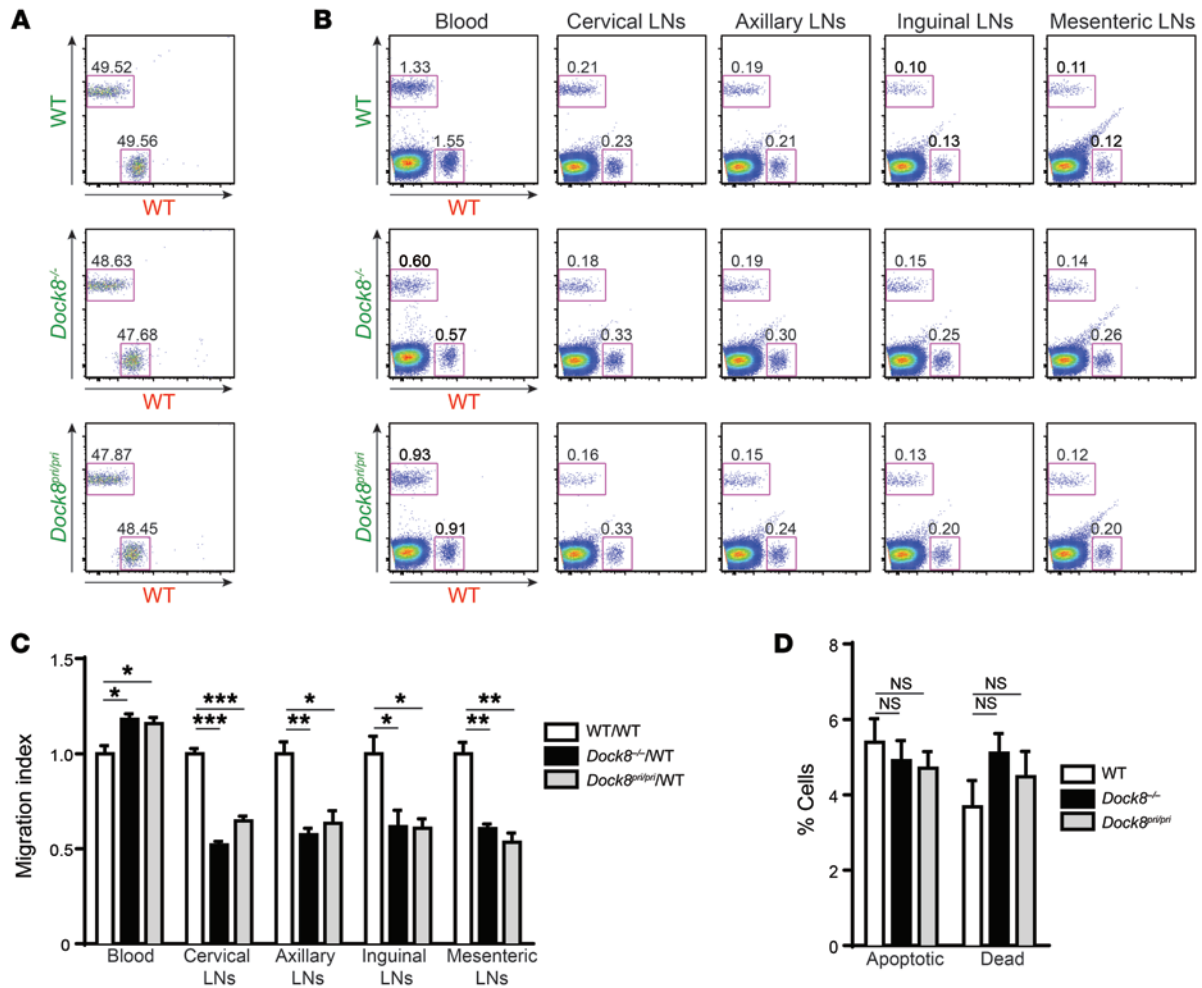 A
WT
49.52
49.56
WT
Dock8-/-
48.63
47.68
WT
Dock8pri/pri
47.87
48.45
WT
B
Blood Cervical LNs Axillary LNs Inguinal LNs Mesenteric LNs
WT
1.33 0.21 0.19 0.10 0.11
1.55 0.23 0.21 0.13 0.12
WT
Dock8-/-
0.60 0.18 0.19 0.15 0.14
0.57 0.33 0.30 0.25 0.26
WT
Dock8pri/pri
0.93 0.16 0.15 0.13 0.12
0.91 0.33 0.24 0.20 0.20
WT
C
Migration index
1.5
1.0
0.5
0
* *** * * **
* *** ** * **
Blood Cervical Axillary Inguinal Mesenteric
LNs LNs LNs LNs
WT/WT
Dock8–/–/WT
Dock8pri/pri/WT
D
% Cells
8
6
4
2
0
NS NS
NS NS
Apoptotic Dead
WT
Dock8–/–
Dock8pri/pri